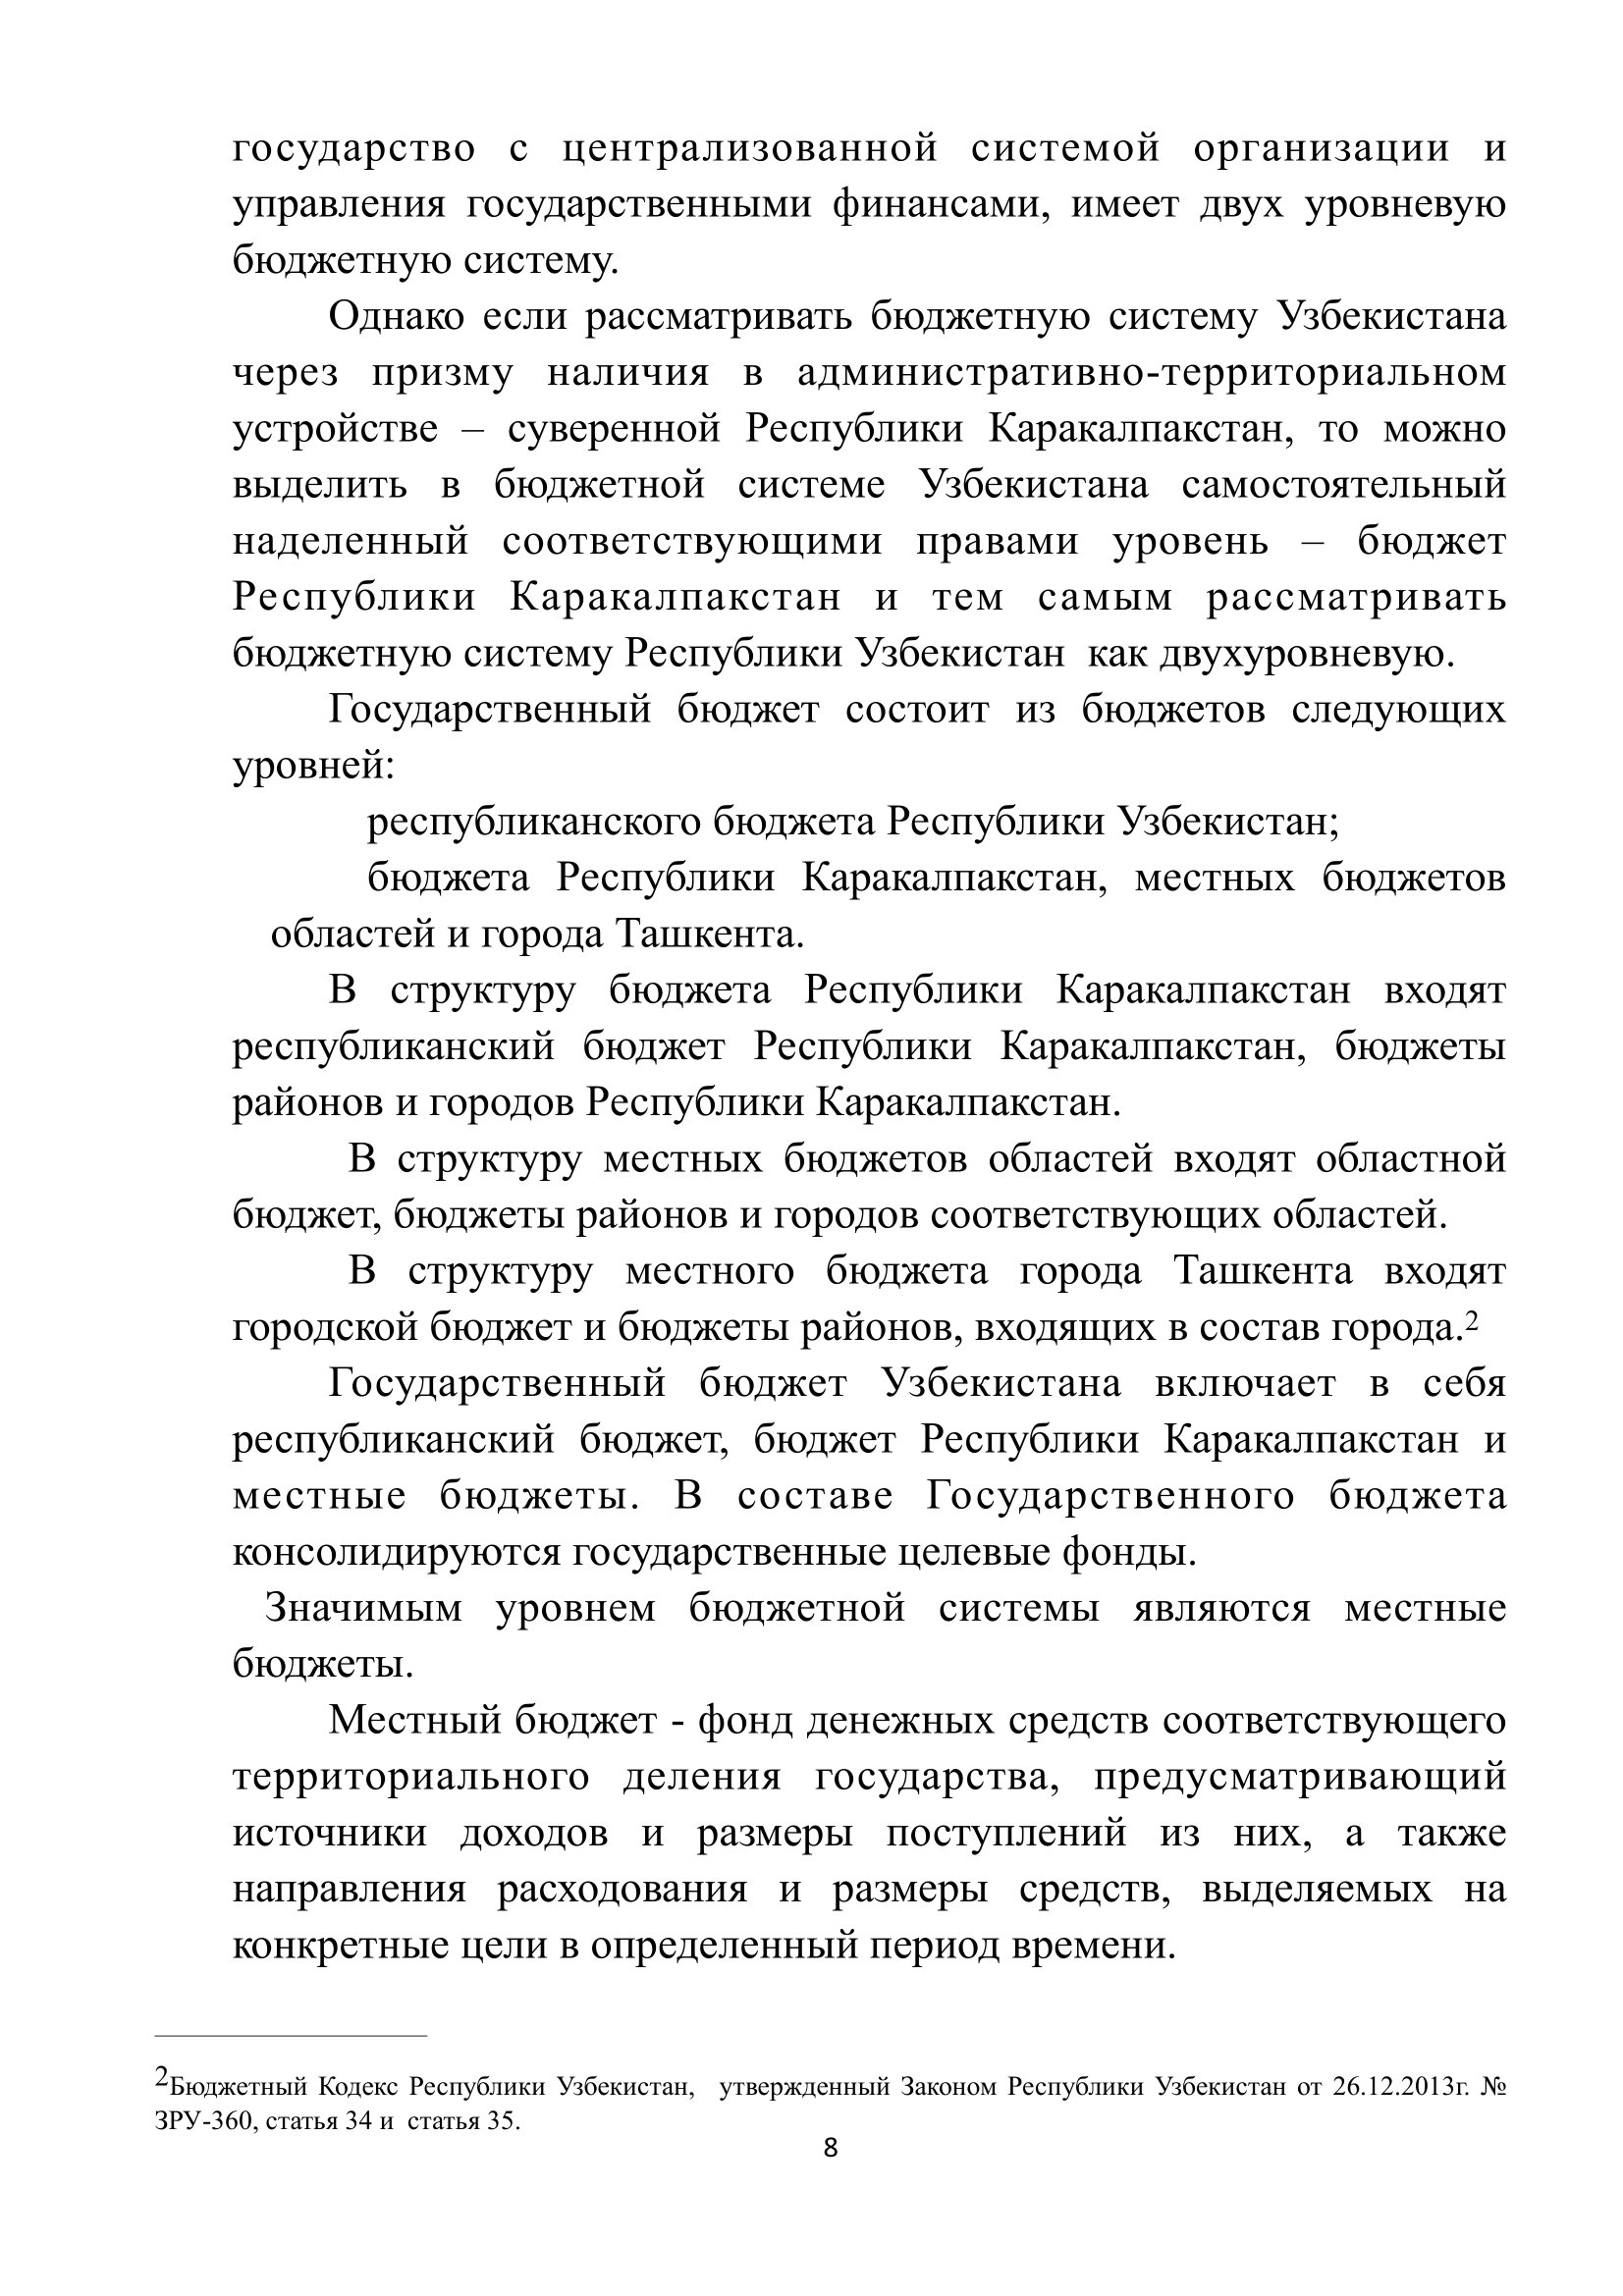 государство с централизованной системой организации и
управления государственными финансами, имеет двух уровневую
бюджетную систему.
Однако если рассматривать бюджетную систему Узбекистана
через призму наличия в административно-территориальном
устройстве – суверенной Республики Каракалпакстан, то можно
выделить в бюджетной системе Узбекистана самостоятельный
наделенный соответствующими правами уровень – бюджет
Республики Каракалпакстан и тем самым рассматривать
бюджетную систему Республики Узбекистан как двухуровневую.
Государственный бюджет состоит из бюджетов следующих
уровней:
республиканского бюджета Республики Узбекистан;
бюджета Республики Каракалпакстан, местных бюджетов
областей и города Ташкента.
В структуру бюджета Республики Каракалпакстан входят
республиканский бюджет Республики Каракалпакстан, бюджеты
районов и городов Республики Каракалпакстан.
В структуру местных бюджетов областей входят областной
бюджет, бюджеты районов и городов соответствующих областей.
В структуру местного бюджета города Ташкента входят
городской бюджет и бюджеты районов, входящих в состав города.2
Государственный бюджет Узбекистана включает в себя
республиканский бюджет, бюджет Республики Каракалпакстан и
местные бюджеты. В составе Государственного бюджета
консолидируются государственные целевые фонды.
Значимым уровнем бюджетной системы являются местные
бюджеты.
Местный бюджет - фонд денежных средств соответствующего
территориального деления государства, предусматривающий
источники доходов и размеры поступлений из них, а также
направления расходования и размеры средств, выделяемых на
конкретные цели в определенный период времени.
2Бюджетный Кодекс Республики Узбекистан, утвержденный Законом Республики Узбекистан от 26.12.2013г. №
ЗРУ-360, статья 34 и статья 35.
8